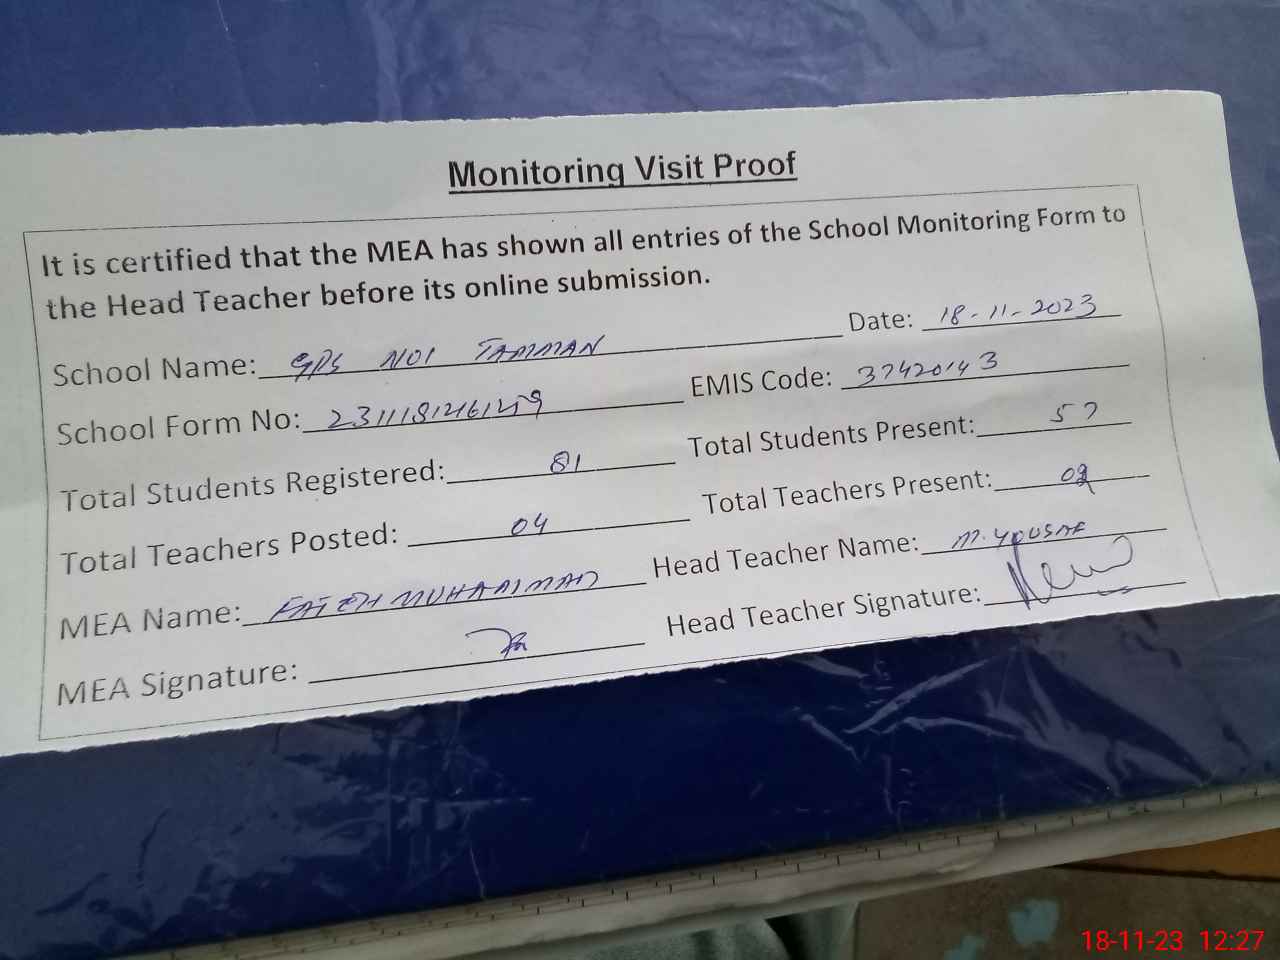 Monitoring Visit Proof
It is certified that the MEA has shown all entries of the School Monitoring Form to
the Head Teacher before its online submission.
School Name: GPS NO1 TAMMAN Date: 18-11-2023
School Form No: EMIS Code: 37420143
Total Students Registered: 81 Total Students Present: 57
Total Teachers Posted: 04 Total Teachers Present:
MEA Name: FATEH MUHAMMAD Head Teacher Name: M. YOUSAF
MEA Signature: Head Teacher Signature:
18-11-23 12:27